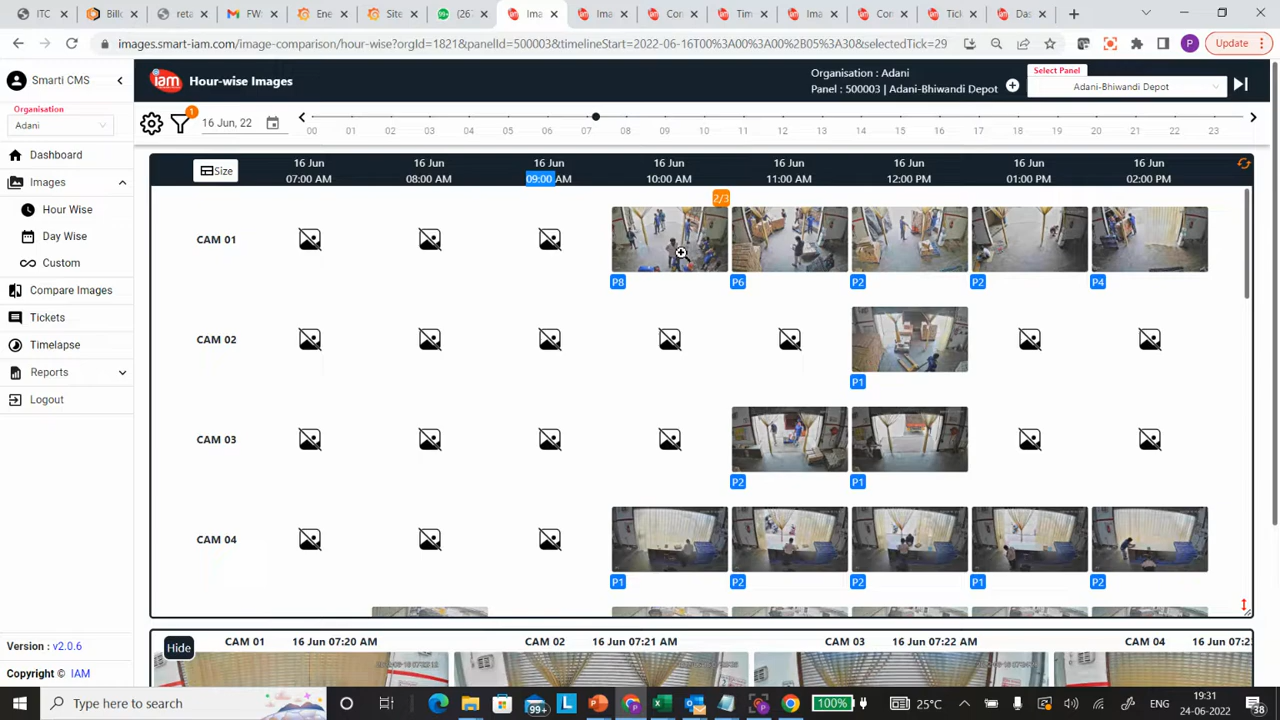 ITC
Billi
reta
FW:
Ene
Site
(26)
Ima
Ima
Cor
Tim
Ima
Cor
Tick
Das
images.smart-iam.com/image-comparison/hour-wise?orgId=1821&panelId=500003&timelineStart=2022-06-16T00%3A00%3A00%2B05%3A30&selectedTick=29
P
Update
Smarti CMS
iam
Hour-wise Images
Organisation : Adani
Panel : 500003 | Adani-Bhiwandi Depot
Select Panel
Adani-Bhiwandi Depot
Organisation
Adani
1
16 Jun, 22
00 01 02 03 04 05 06 07 08 09 10 11 12 13 14 15 16 17 18 19 20 21 22 23
Dashboard
Images
Hour Wise
Day Wise
Custom
Compare Images
Tickets
Timelapse
Reports
Logout
Size
16 Jun 16 Jun 16 Jun 16 Jun 16 Jun 16 Jun 16 Jun 16 Jun
07:00 AM 08:00 AM 09:00 AM 10:00 AM 11:00 AM 12:00 PM 01:00 PM 02:00 PM
2/3
CAM 01
P8 P6 P2 P2 P4
CAM 02
P1
CAM 03
P2 P1
CAM 04
P1 P2 P2 P1 P2
Hide
CAM 01 16 Jun 07:20 AM CAM 02 16 Jun 07:21 AM CAM 03 16 Jun 07:22 AM CAM 04 16 Jun 07:2
Version : v2.0.6
Copyright © IAM
Type here to search
99+
100%
25°C
ENG
19:31
24-06-2022
38